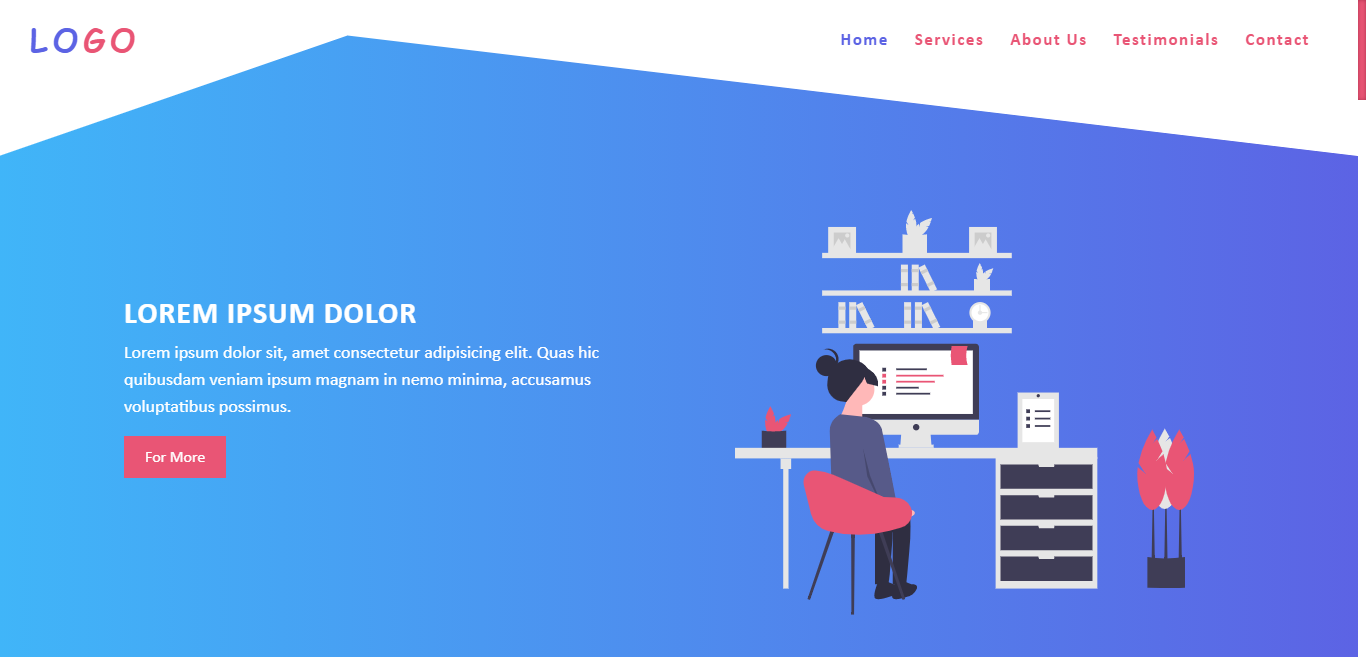 LOGO
Home Services About Us Testimonials Contact
LOREM IPSUM DOLOR
Lorem ipsum dolor sit, amet consectetur adipisicing elit. Quas hic
quibusdam veniam ipsum magnam in nemo minima, accusamus
voluptatibus possimus.
For More